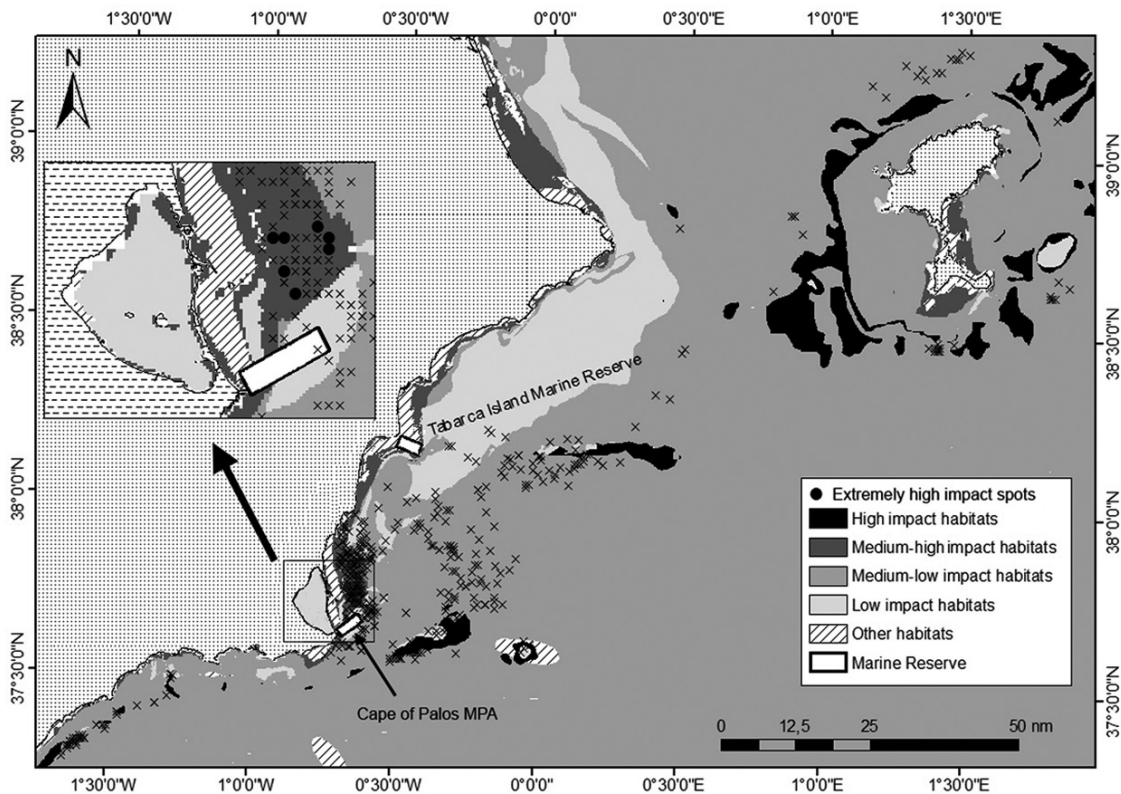 1°30'0"W 1°0'0"W 0°30'0"W 0°0'0" 0°30'0"E 1°0'0"E 1°30'0"E
N
39°0'0"N
39°0'0"N
38°30'0"N
38°30'0"N
Tabarca Island Marine Reserve
38°0'0"N
38°0'0"N
Extremely high impact spots
High impact habitats
Medium-high impact habitats
Medium-low impact habitats
Low impact habitats
Other habitats
Marine Reserve
37°30'0"N
37°30'0"N
Cape of Palos MPA
0 12,5 25 50 nm
1°30'0"W 1°0'0"W 0°30'0"W 0°0'0" 0°30'0"E 1°0'0"E 1°30'0"E